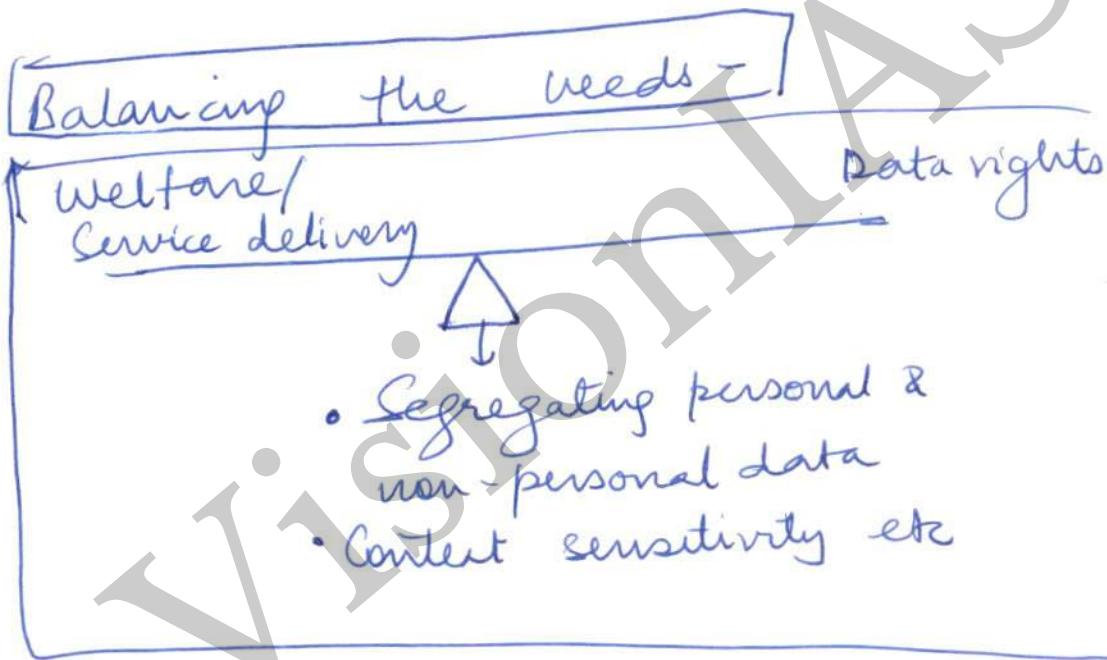 Balancing the needs -
Welfare/
Service delivery
Data rights
• Segregating personal &
non-personal data
• Context sensitivity etc
VisionIAS